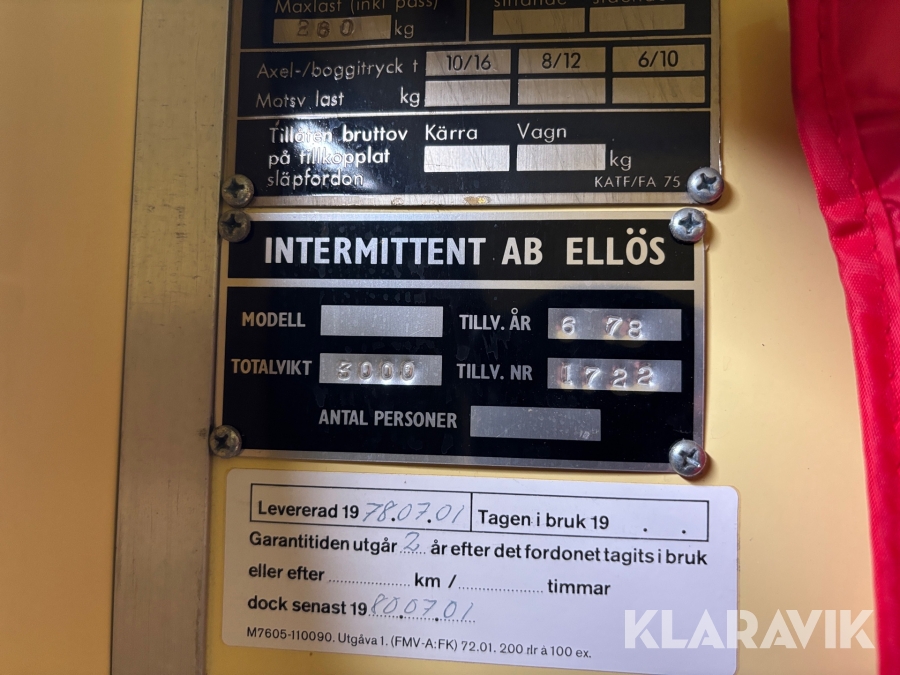 Maxlast (inkl pass)
280 kg
Axel-/boggitryck t 10/16 8/12 6/10
Motsv last kg
Tillåten bruttov Kärra Vagn
på tillkopplat kg
släpfordon KATF/FA 75
INTERMITTENT AB ELLÖS
MODELL TILLV. ÅR 6 78
TOTALVIKT 3000 TILLV. NR 1722
ANTAL PERSONER
Levererad 1978.07.01 Tagen i bruk 19 . .
Garantitiden utgår 2 år efter det fordonet tagits i bruk
eller efter .................... km / ..................... timmar
dock senast 1980.07.01
M7605-110090. Utgåva 1. (FMV-A:FK) 72.01. 200 rlr à 100 ex.
KLARAVIK